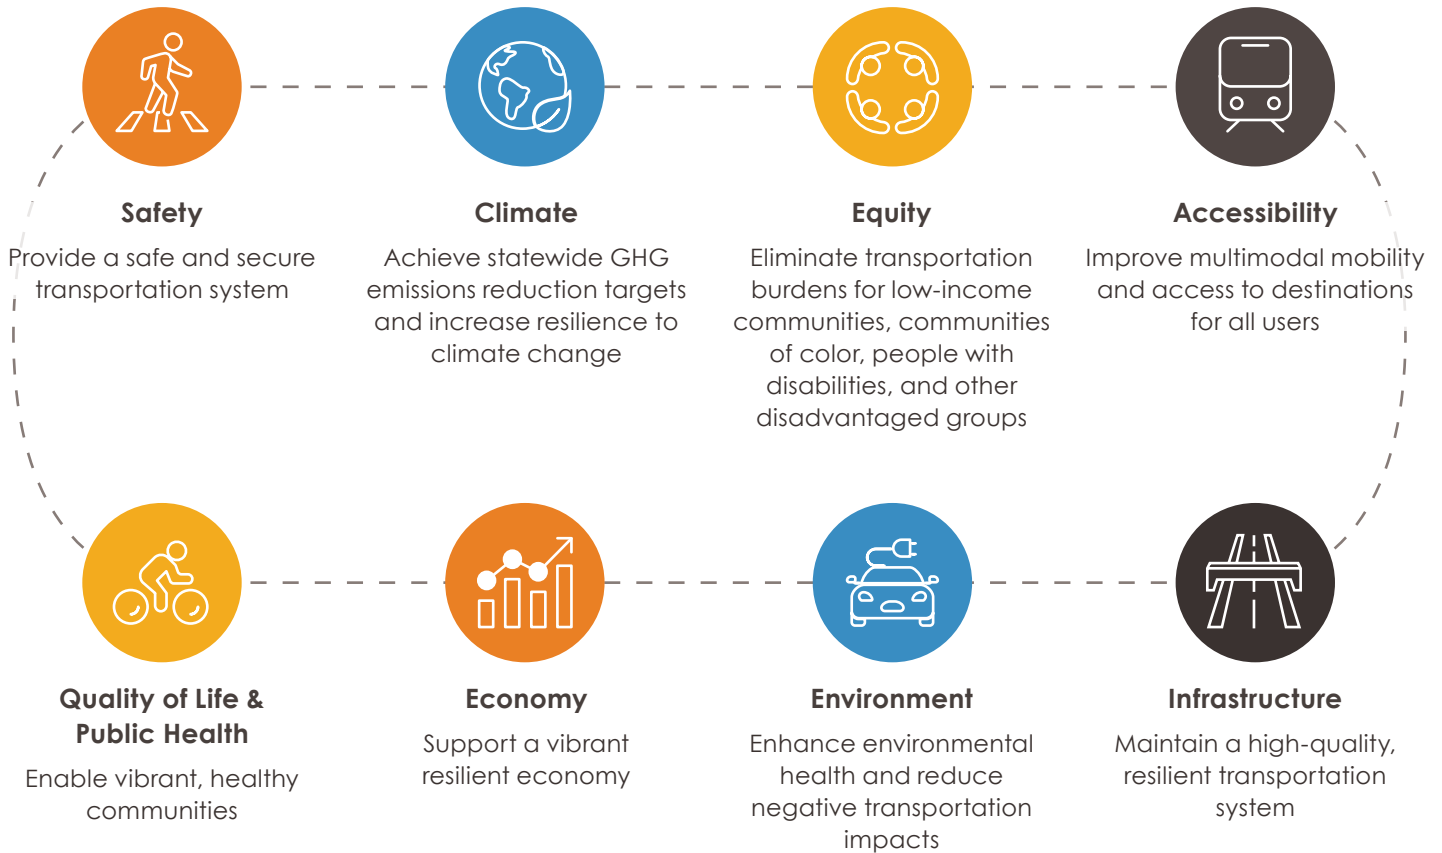 Safety
Provide a safe and secure
transportation system
Climate
Achieve statewide GHG
emissions reduction targets
and increase resilience to
climate change
Equity
Eliminate transportation
burdens for low-income
communities, communities
of color, people with
disabilities, and other
disadvantaged groups
Accessibility
Improve multimodal mobility
and access to destinations
for all users
Quality of Life &
Public Health
Enable vibrant, healthy
communities
Economy
Support a vibrant
resilient economy
Environment
Enhance environmental
health and reduce
negative transportation
impacts
Infrastructure
Maintain a high-quality,
resilient transportation
system